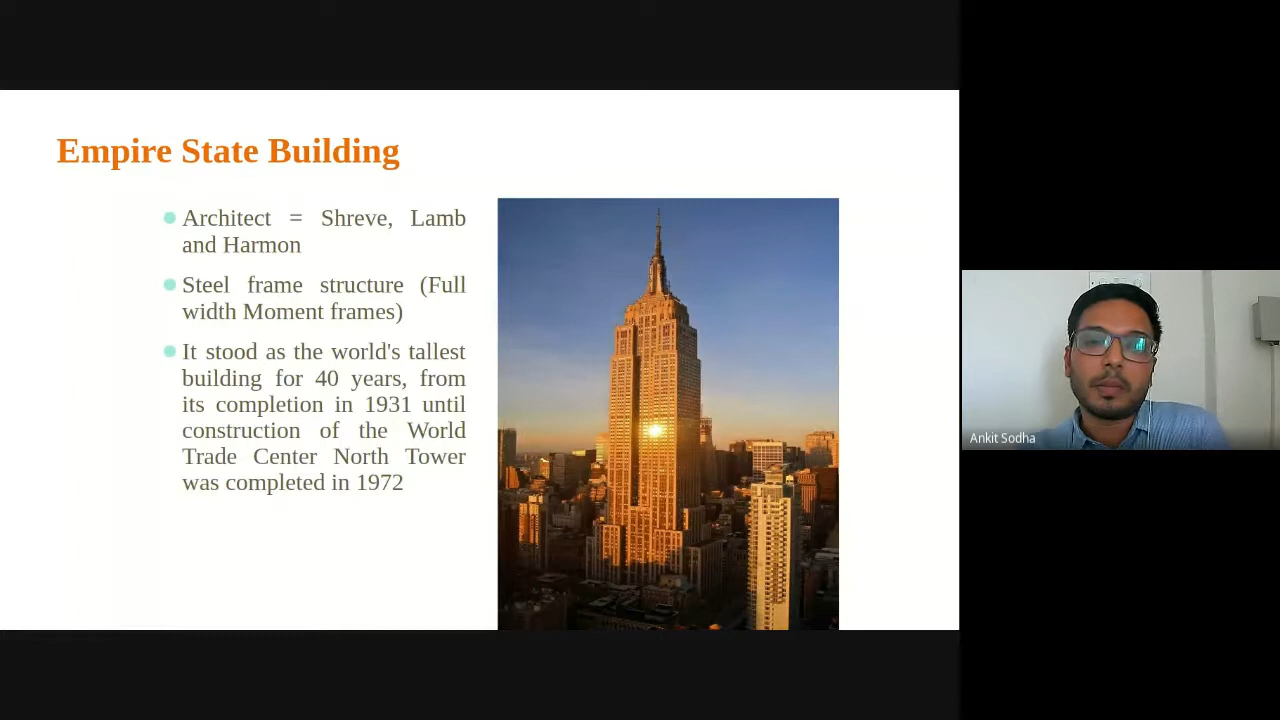 Empire State Building
Architect = Shreve, Lamb
and Harmon
Steel frame structure (Full
width Moment frames)
It stood as the world's tallest
building for 40 years, from
its completion in 1931 until
construction of the World
Trade Center North Tower
was completed in 1972
Ankit Sodha